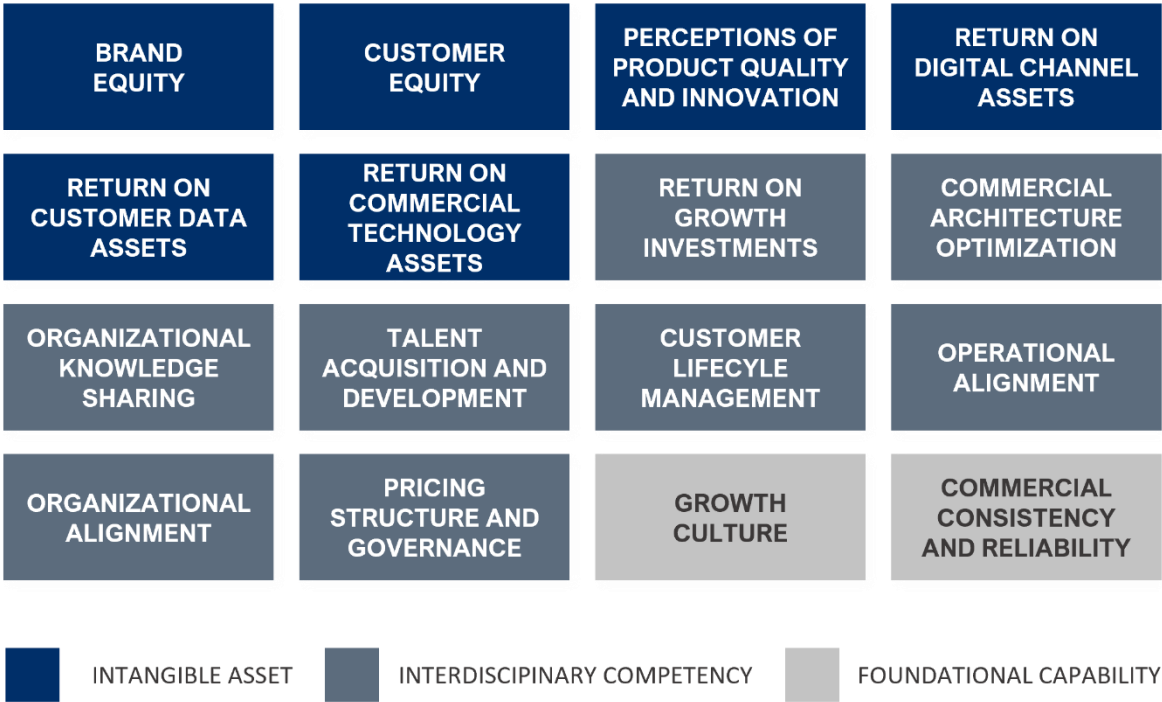 BRAND
EQUITY
CUSTOMER
EQUITY
PERCEPTIONS OF
PRODUCT QUALITY
AND INNOVATION
RETURN ON
DIGITAL CHANNEL
ASSETS
RETURN ON
CUSTOMER DATA
ASSETS
RETURN ON
COMMERCIAL
TECHNOLOGY
ASSETS
RETURN ON
GROWTH
INVESTMENTS
COMMERCIAL
ARCHITECTURE
OPTIMIZATION
ORGANIZATIONAL
KNOWLEDGE
SHARING
TALENT
ACQUISITION AND
DEVELOPMENT
CUSTOMER
LIFECYLE
MANAGEMENT
OPERATIONAL
ALIGNMENT
ORGANIZATIONAL
ALIGNMENT
PRICING
STRUCTURE AND
GOVERNANCE
GROWTH
CULTURE
COMMERCIAL
CONSISTENCY
AND RELIABILITY
INTANGIBLE ASSET
INTERDISCIPINARY COMPETENCY
FOUNDATIONAL CAPABILITY